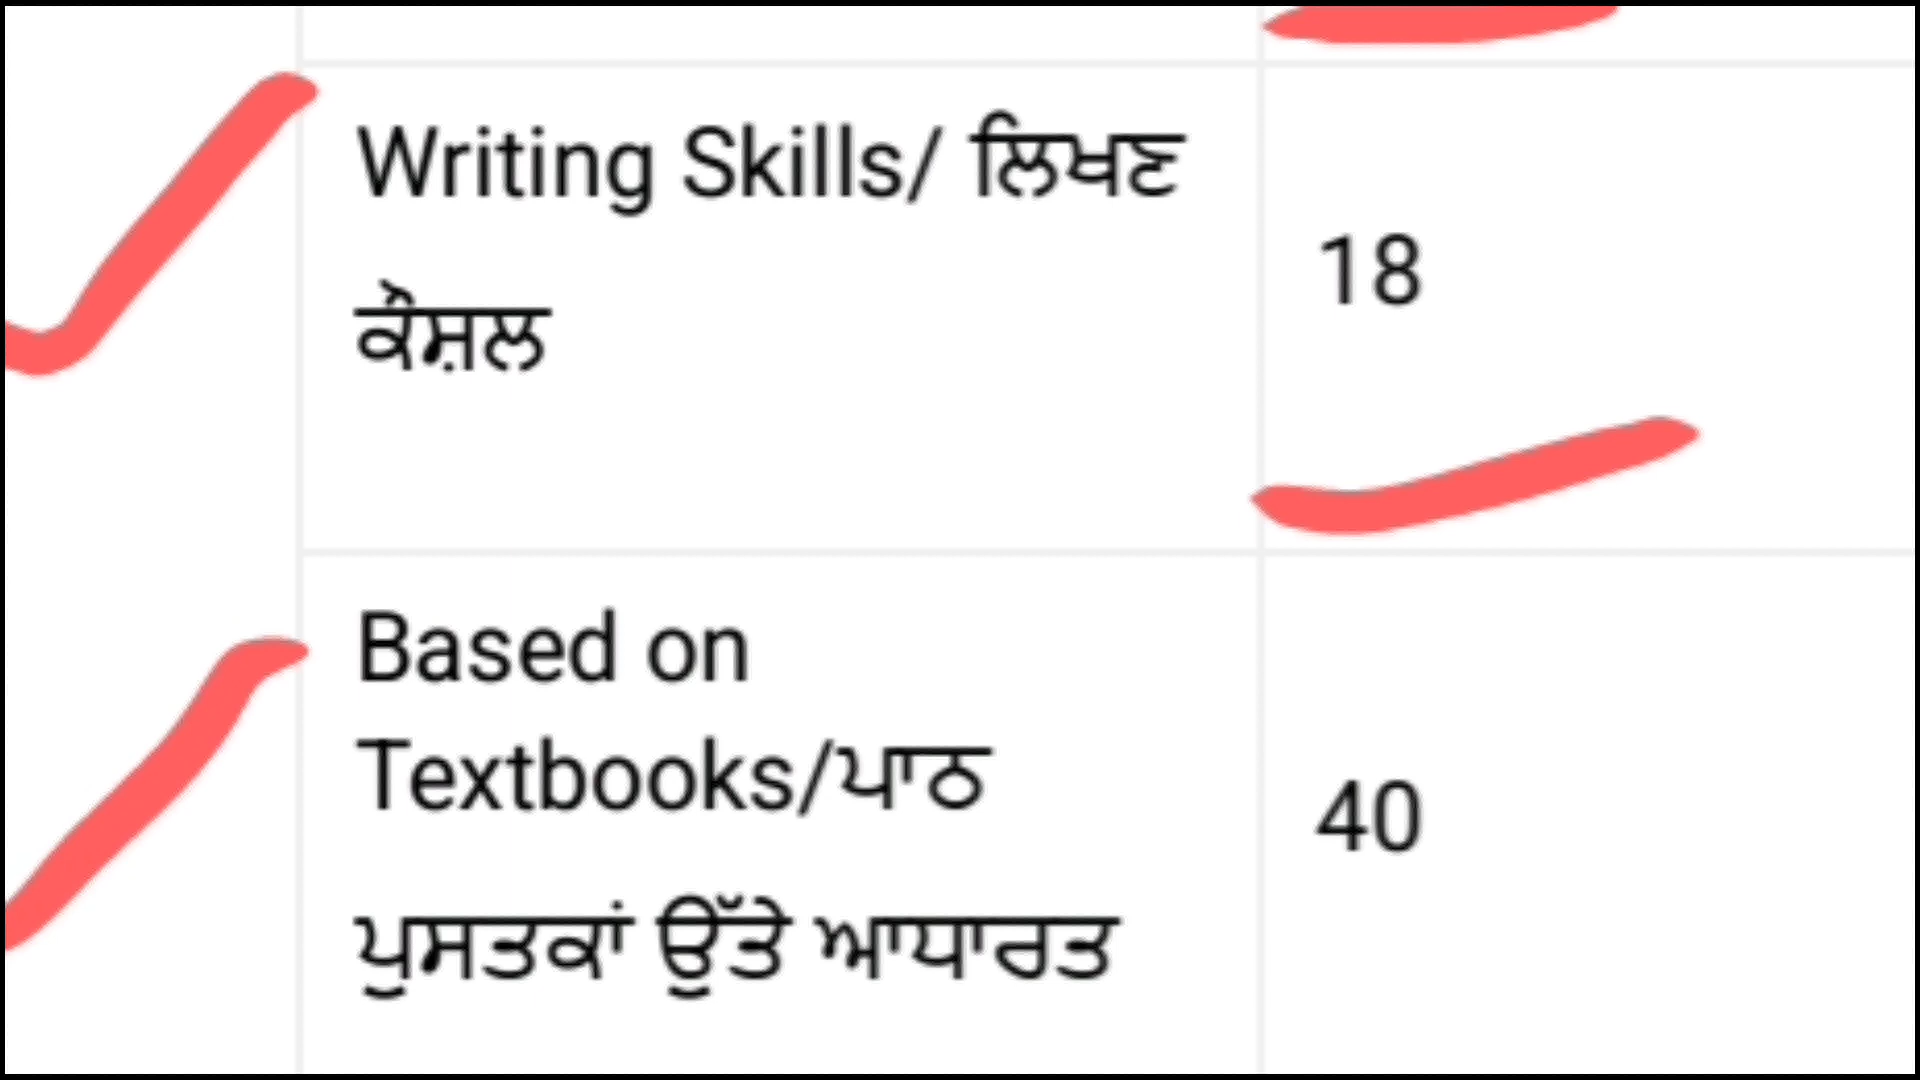 Writing Skills/ ਲਿਖਣ
ਕੌਸ਼ਲ
18
Based on
Textbooks/ਪਾਠ
ਪੁਸਤਕਾਂ ਉੱਤੇ ਆਧਾਰਤ
40